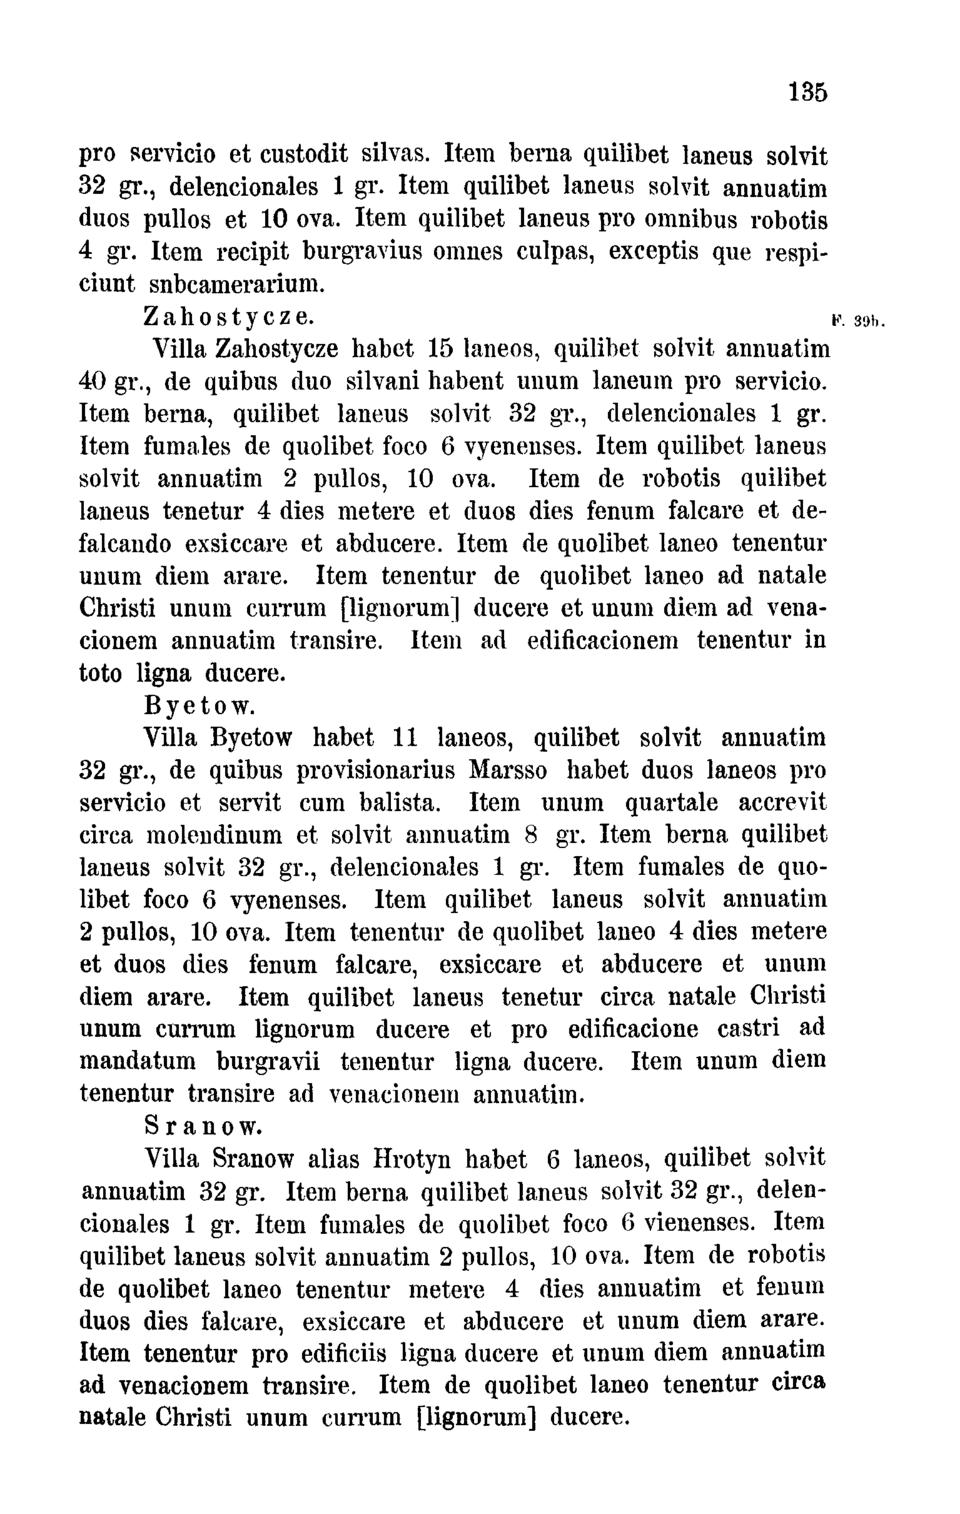 135
pro servicio et custodit silvas. Item berna quilibet laneus solvit
32 gr., delencionales 1 gr. Item quilibet laneus solvit annuatim
duos pullos et 10 ova. Item quilibet laneus pro omnibus robotis
4 gr. Item recipit burgravius omnes culpas, exceptis que respi-
ciunt snbcamerarium.
Zahostycze.
F. 39b.
Villa Zahostycze habet 15 laneos, quilibet solvit annuatim
40 gr., de quibus duo silvani habent unum laneum pro servicio.
Item berna, quilibet laneus solvit 32 gr., delencionales 1 gr.
Item fumales de quolibet foco 6 vyenenses. Item quilibet laneus
solvit annuatim 2 pullos, 10 ova. Item de robotis quilibet
laneus tenetur 4 dies metere et duos dies fenum falcare et de-
falcando exsiccare et abducere. Item de quolibet laneo tenentur
unum diem arare. Item tenentur de quolibet laneo ad natale
Christi unum currum [lignorum] ducere et unum diem ad vena-
cionem annuatim transire. Item ad edificacionem tenentur in
toto ligna ducere.
Byetow.
Villa Byetow habet 11 laneos, quilibet solvit annuatim
32 gr., de quibus provisionarius Marsso habet duos laneos pro
servicio et servit cum balista. Item unum quartale accrevit
circa molendinum et solvit annuatim 8 gr. Item berna quilibet
laneus solvit 32 gr., delencionales 1 gr. Item fumales de quo-
libet foco 6 vyenenses. Item quilibet laneus solvit annuatim
2 pullos, 10 ova. Item tenentur de quolibet laneo 4 dies metere
et duos dies fenum falcare, exsiccare et abducere et unum
diem arare. Item quilibet laneus tenetur circa natale Christi
unum currum lignorum ducere et pro edificacione castri ad
mandatum burgravii tenentur ligna ducere. Item unum diem
tenentur transire ad venacionem annuatim.
Sranow.
Villa Sranow alias Hrotyn habet 6 laneos, quilibet solvit
annuatim 32 gr. Item berna quilibet laneus solvit 32 gr., delen-
cionales 1 gr. Item fumales de quolibet foco 6 vienenses. Item
quilibet laneus solvit annuatim 2 pullos, 10 ova. Item de robotis
de quolibet laneo tenentur metere 4 dies annuatim et fenum
duos dies falcare, exsiccare et abducere et unum diem arare.
Item tenentur pro edificiis ligna ducere et unum diem annuatim
ad venacionem transire. Item de quolibet laneo tenentur circa
natale Christi unum currum [lignorum] ducere.